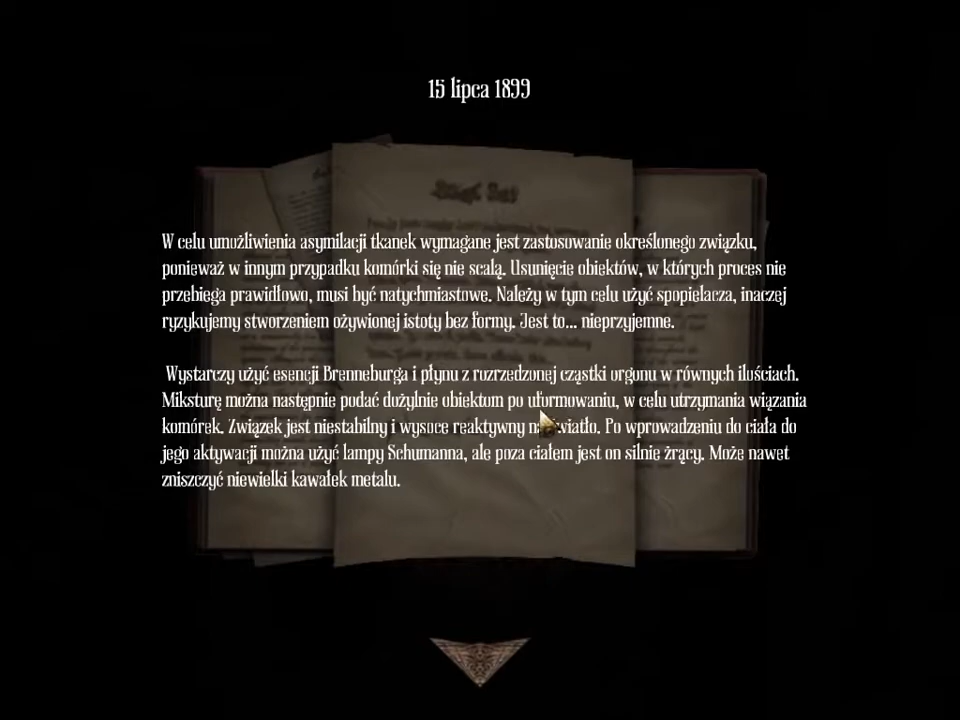 15 lipca 1899
W celu umożliwienia asymilacji tkanek wymagane jest zastosowanie określonego związku,
ponieważ w innym przypadku komórki się nie scalą. Usunięcie obiektów, w których proces nie
przebiega prawidłowo, musi być natychmiastowe. Należy w tym celu użyć spopielacza, inaczej
ryzykujemy stworzeniem ożywionej istoty bez formy. Jest to... nieprzyjemne.
Wystarczy użyć esencji Brenneburga i płynu z rozrzedzonej cząstki orgonu w równych ilościach.
Miksturę można następnie podać dożylnie obiektom po uformowaniu, w celu utrzymania wiązania
komórek. Związek jest niestabilny i wysoce reaktywny na światło. Po wprowadzeniu do ciała do
jego aktywacji można użyć lampy Schumanna, ale poza ciałem jest on silnie żrący. Może nawet
zniszczyć niewielki kawałek metalu.